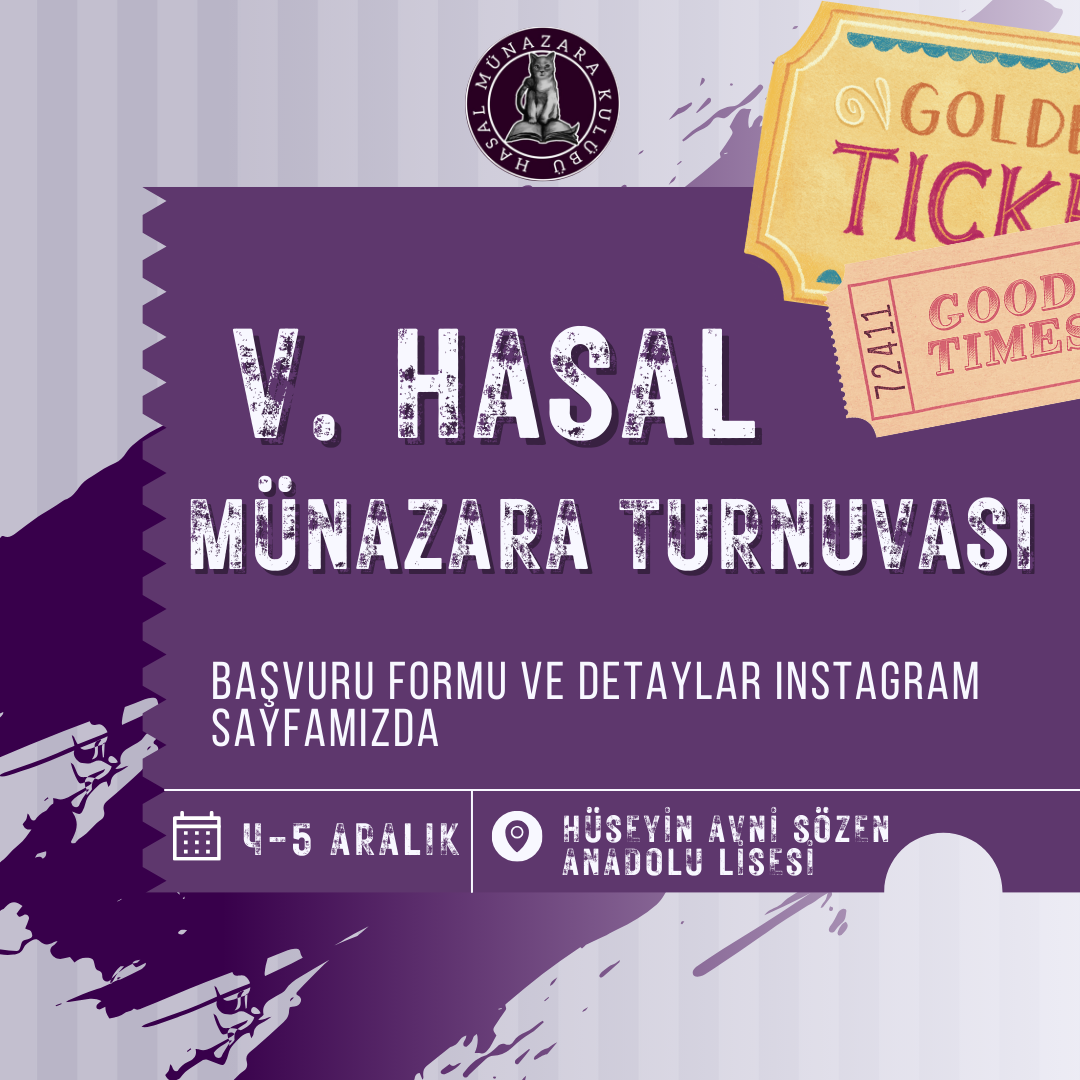 HASAL MÜNAZARA KULÜBÜ
GOLDE
TICK
GOOD
TIMES
72411
V. HASAL
MÜNAZARA TURNUVASI
BAŞVURU FORMU VE DETAYLAR INSTAGRAM
SAYFAMIZDA
4-5 ARALIK
HÜSEYİN AVNİ SÖZEN
ANADOLU LİSESİ